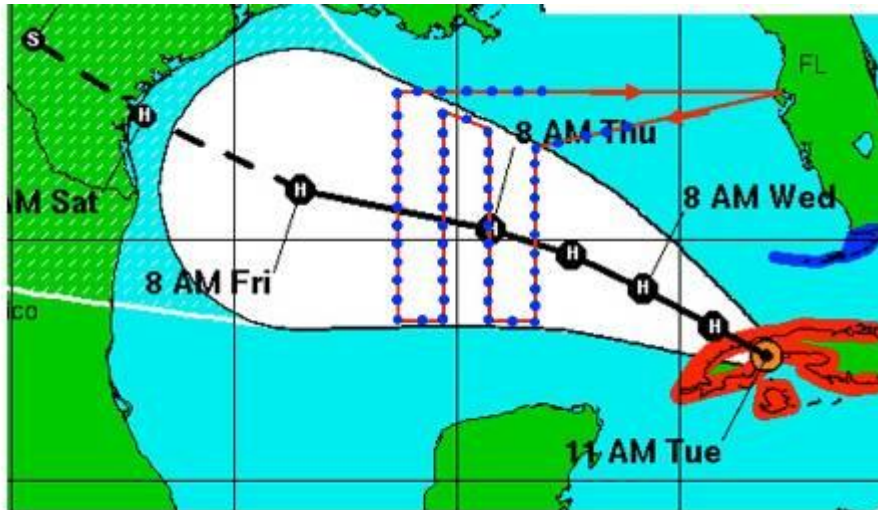 S
FL
H
8 AM Thu
M Sat
H
8 AM Wed
H
H
8 AM Fri
H
ico
H
11 AM Tue